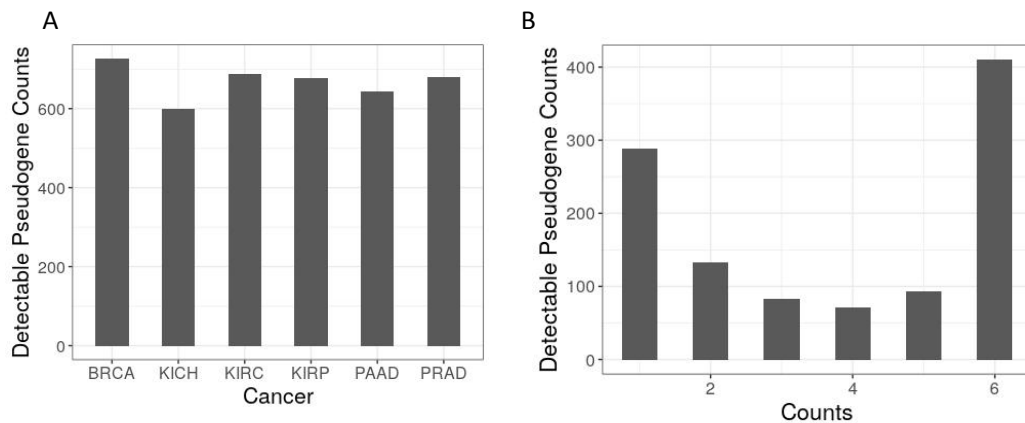 A
Detectable Pseudogene Counts
600
400
200
0
BRCA KICH KIRC KIRP PAAD PRAD
Cancer
B
Detectable Pseudogene Counts
400
300
200
100
0
2 4 6
Counts